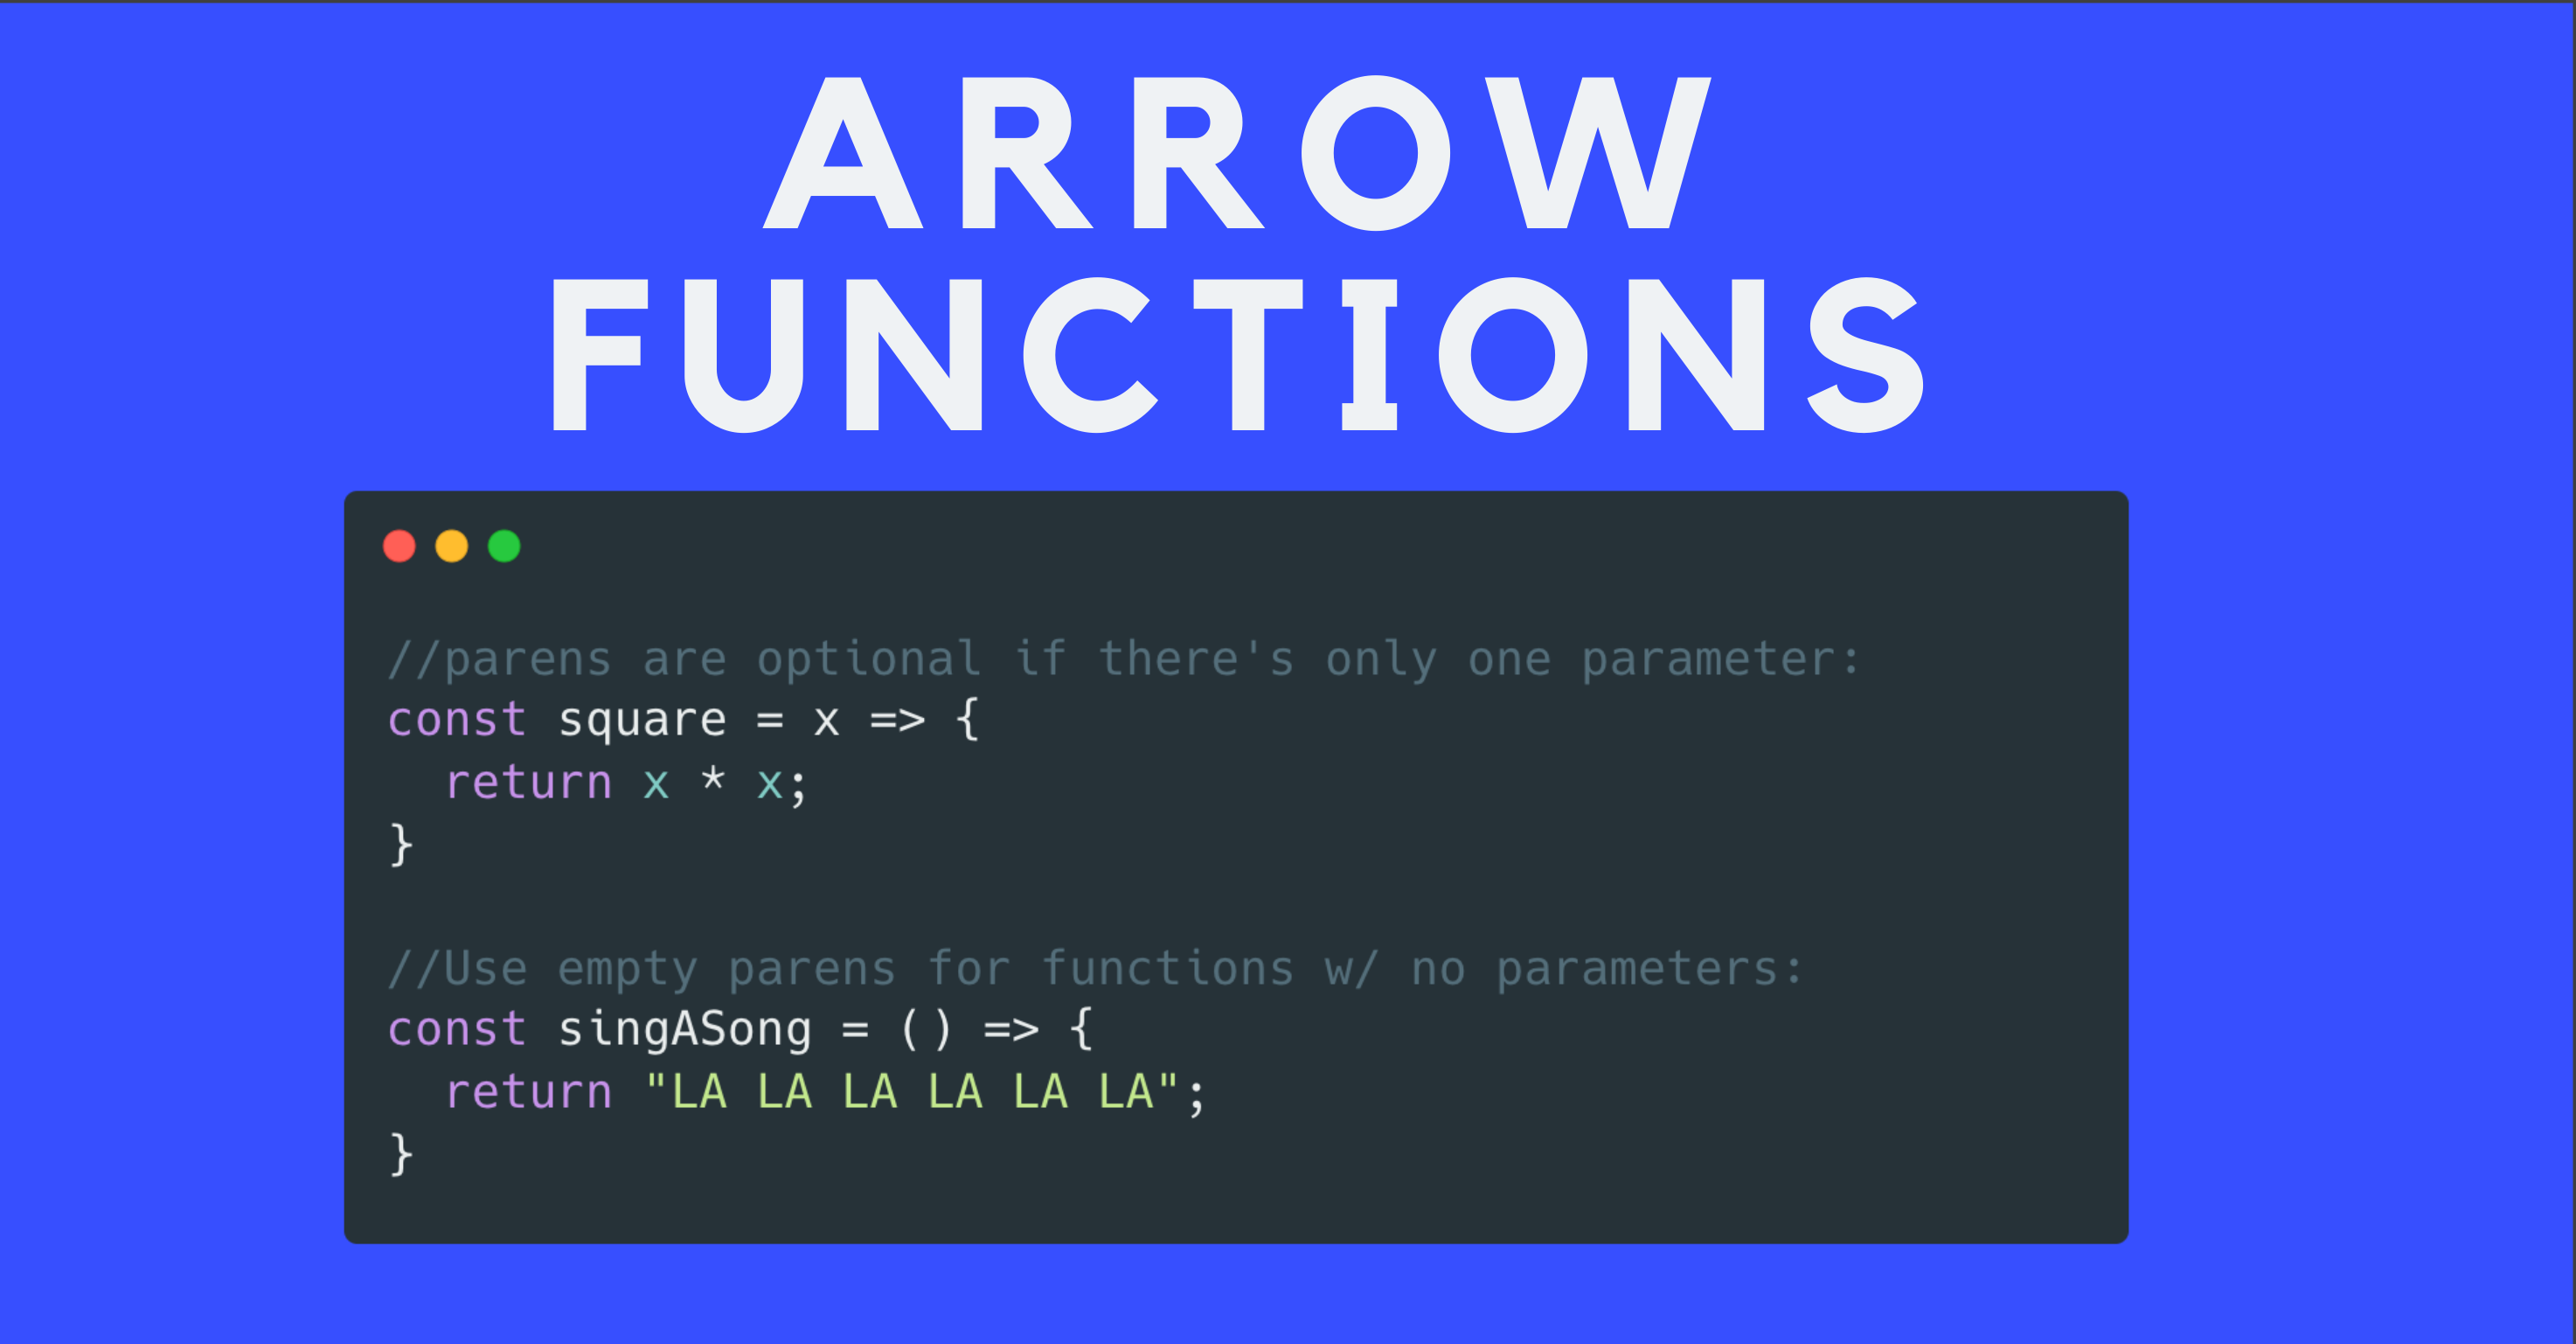 ARROW
FUNCTIONS
//parens are optional if there's only one parameter:
const square = x => {
  return x * x;
}
//Use empty parens for functions w/ no parameters:
const singASong = () => {
  return "LA LA LA LA LA LA";
}